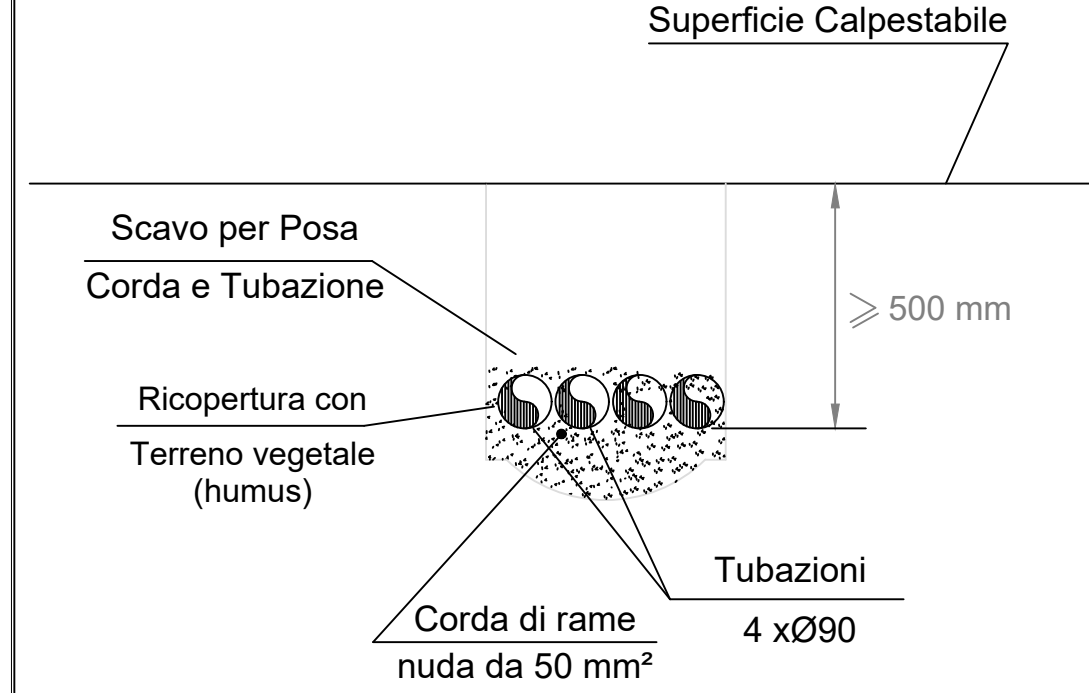 Superficie Calpestabile
Scavo per Posa
Corda e Tubazione
⩾ 500 mm
Ricopertura con
Terreno vegetale
(humus)
Tubazioni
4 xØ90
Corda di rame
nuda da 50 mm²